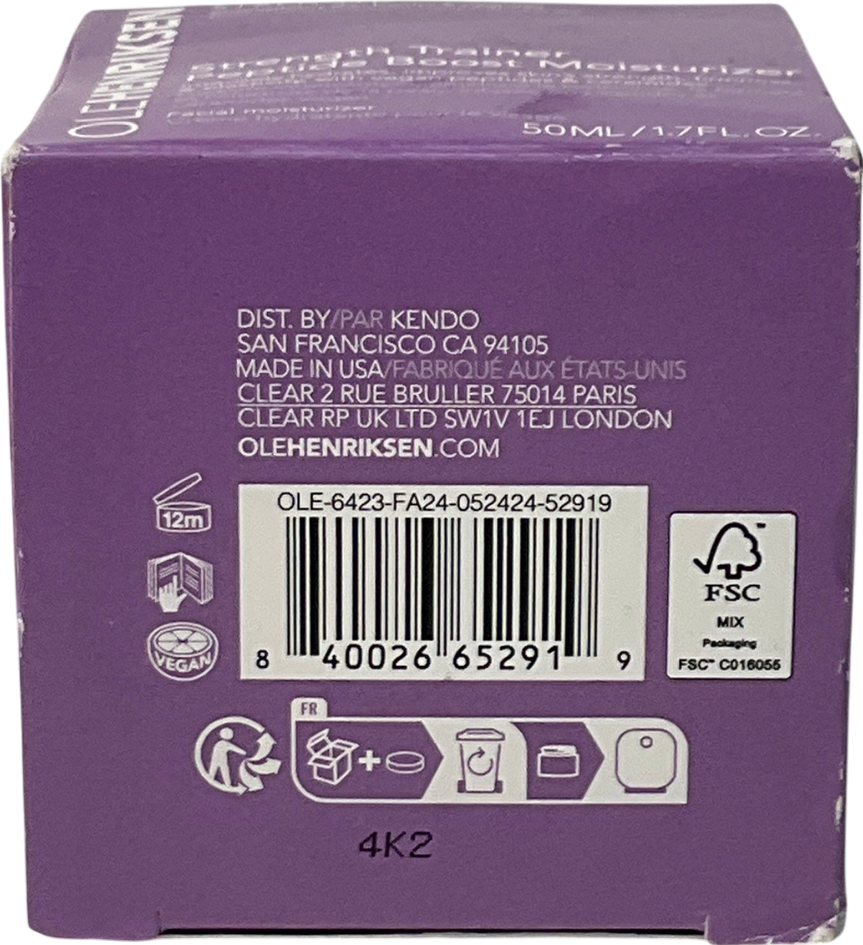 OLEHENRIKSEN
Strength Trainer
Peptide Boost Moisturizer
Facial moisturizer
50ML/1.7FL.OZ.
DIST. BY/PAR KENDO
SAN FRANCISCO CA 94105
MADE IN USA/FABRIQUÉ AUX ÉTATS-UNIS
CLEAR 2 RUE BRULLER 75014 PARIS
CLEAR RP UK LTD SW1V 1EJ LONDON
OLEHENRIKSEN.COM
12m
VEGAN
OLE-6423-FA24-052424-52919
8 40026 65291 9
FSC
MIX
Packaging
FSC™ C016055
FR
4K2